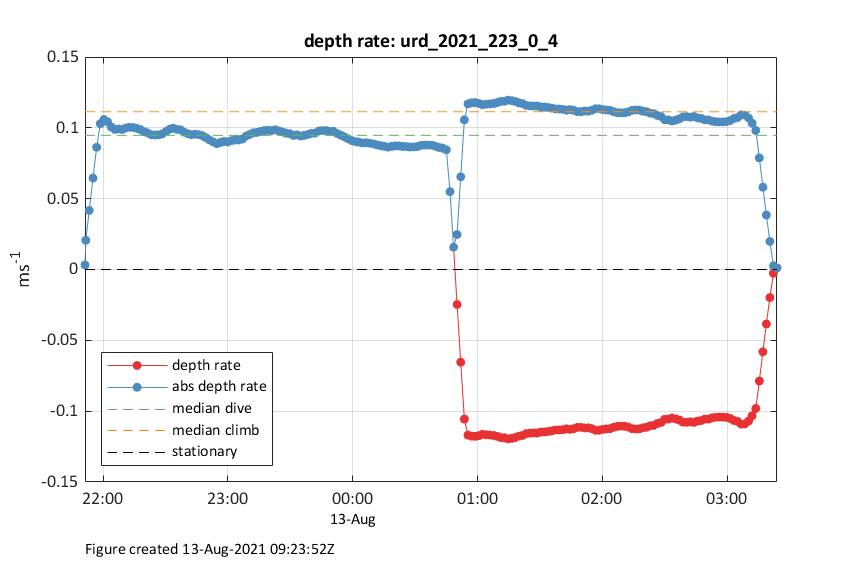 depth rate: urd_2021_223_0_4
0.15
0.1
0.05
0
-0.05
-0.1
-0.15
ms-1
depth rate
abs depth rate
median dive
median climb
stationary
22:00 23:00 00:00 01:00 02:00 03:00
13-Aug
Figure created 13-Aug-2021 09:23:52Z